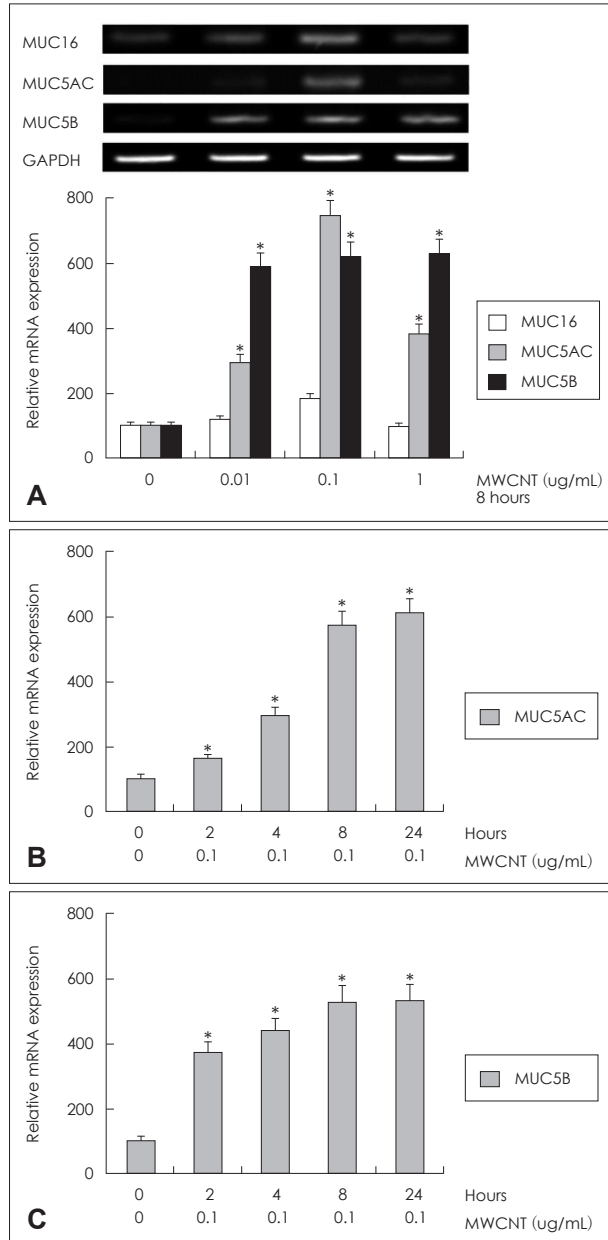 MUC16
MUC5AC
MUC5B
GAPDH
Relative mRNA expression
800
600
400
200
0
*
*
*
*
*
*
MUC16
MUC5AC
MUC5B
0 0.01 0.1 1 MWCNT (ug/mL)
8 hours
A
Relative mRNA expression
800
600
400
200
0
*
*
*
*
MUC5AC
0 2 4 8 24 Hours
0 0.1 0.1 0.1 0.1 MWCNT (ug/mL)
B
Relative mRNA expression
800
600
400
200
0
*
*
*
*
MUC5B
0 2 4 8 24 Hours
0 0.1 0.1 0.1 0.1 MWCNT (ug/mL)
C